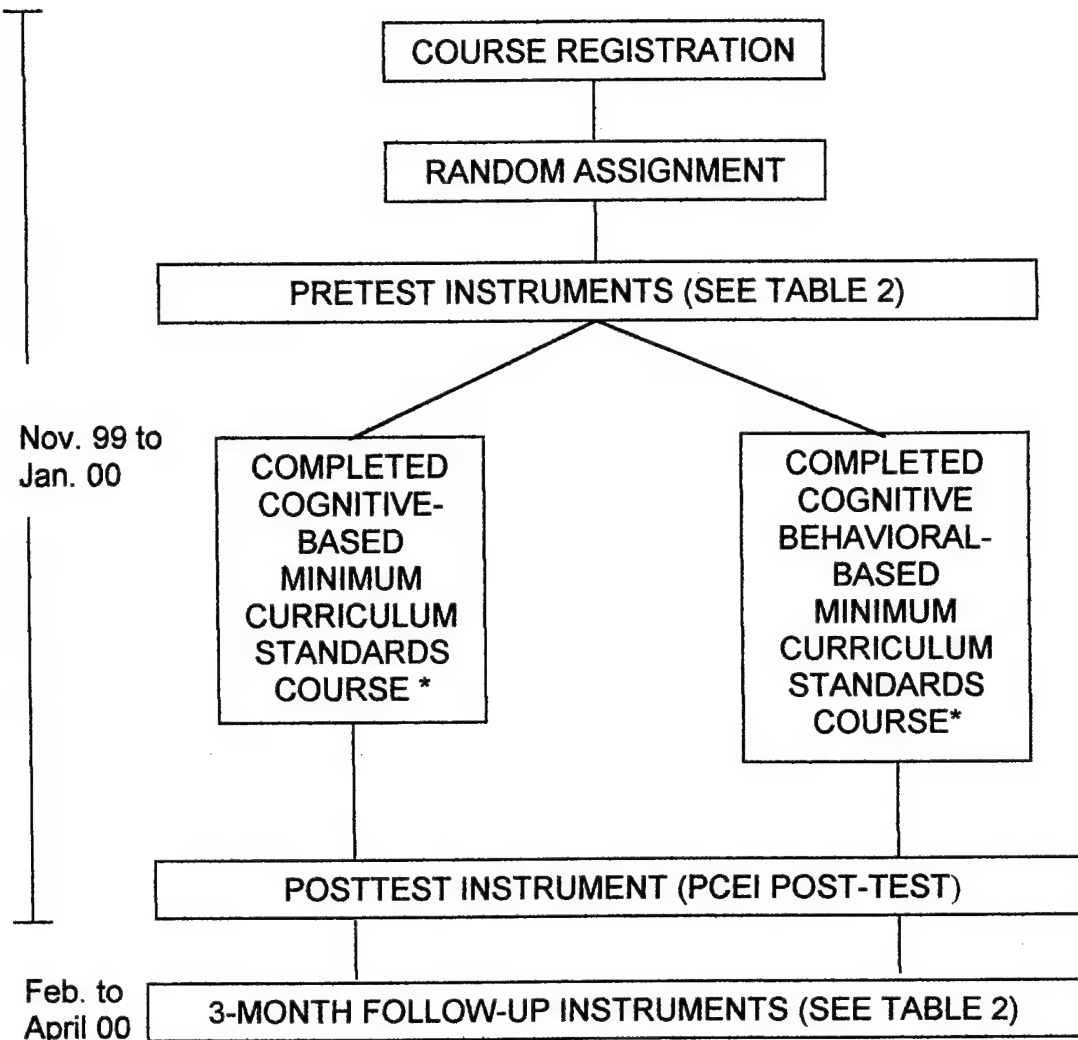 COURSE REGISTRATION
RANDOM ASSIGNMENT
PRETEST INSTRUMENTS (SEE TABLE 2)
Nov. 99 to
Jan. 00
COMPLETED
COGNITIVE-
BASED
MINIMUM
CURRICULUM
STANDARDS
COURSE *
COMPLETED
COGNITIVE
BEHAVIORAL-
BASED
MINIMUM
CURRICULUM
STANDARDS
COURSE*
POSTTEST INSTRUMENT (PCEI POST-TEST)
Feb. to
April 00
3-MONTH FOLLOW-UP INSTRUMENTS (SEE TABLE 2)